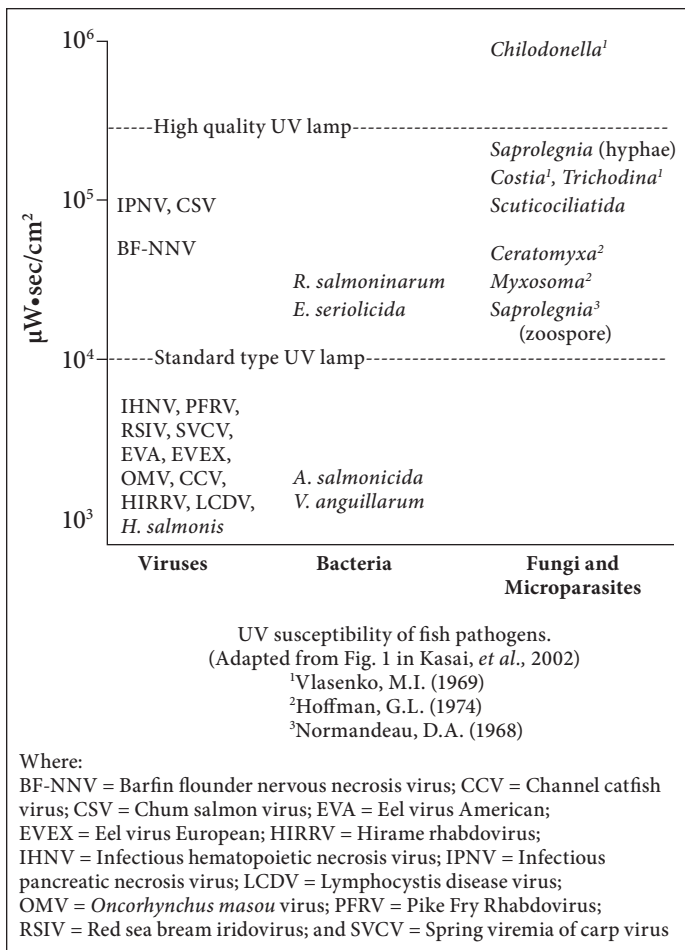 10⁶
Chilodonella¹
High quality UV lamp
Saprolegnia (hyphae)
Costia¹, Trichodina¹
10⁵
IPNV, CSV
Scuticociliatida
BF-NNV
Ceratomyxa²
R. salmoninarum
Myxosoma²
E. seriolicida
Saprolegnia³
(zoospore)
µW•sec/cm²
10⁴
Standard type UV lamp
IHNV, PFRV,
RSIV, SVCV,
EVA, EVEX,
OMV, CCV,
A. salmonicida
HIRRV, LCDV,
V. anguillarum
10³
H. salmonis
Viruses
Bacteria
Fungi and
Microparasites
UV susceptibility of fish pathogens.
(Adapted from Fig. 1 in Kasai, et al., 2002)
¹Vlasenko, M.I. (1969)
²Hoffman, G.L. (1974)
³Normandeau, D.A. (1968)
Where:
BF-NNV = Barfin flounder nervous necrosis virus; CCV = Channel catfish
virus; CSV = Chum salmon virus; EVA = Eel virus American;
EVEX = Eel virus European; HIRRV = Hirame rhabdovirus;
IHNV = Infectious hematopoietic necrosis virus; IPNV = Infectious
pancreatic necrosis virus; LCDV = Lymphocystis disease virus;
OMV = Oncorhynchus masou virus; PFRV = Pike Fry Rhabdovirus;
RSIV = Red sea bream iridovirus; and SVCV = Spring viremia of carp virus